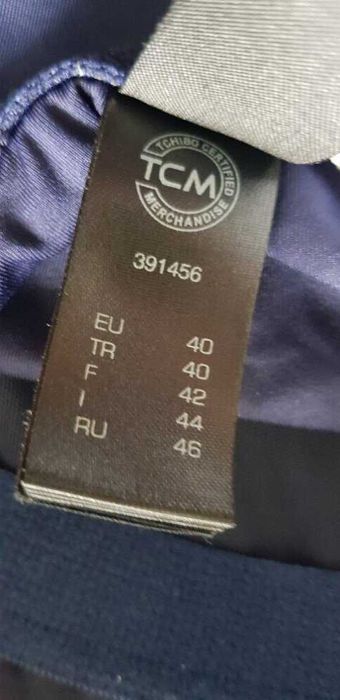 TCHIBO CERTIFIED
TCM
MERCHANDISE
391456
EU 40
TR 40
F 42
I 44
RU 46